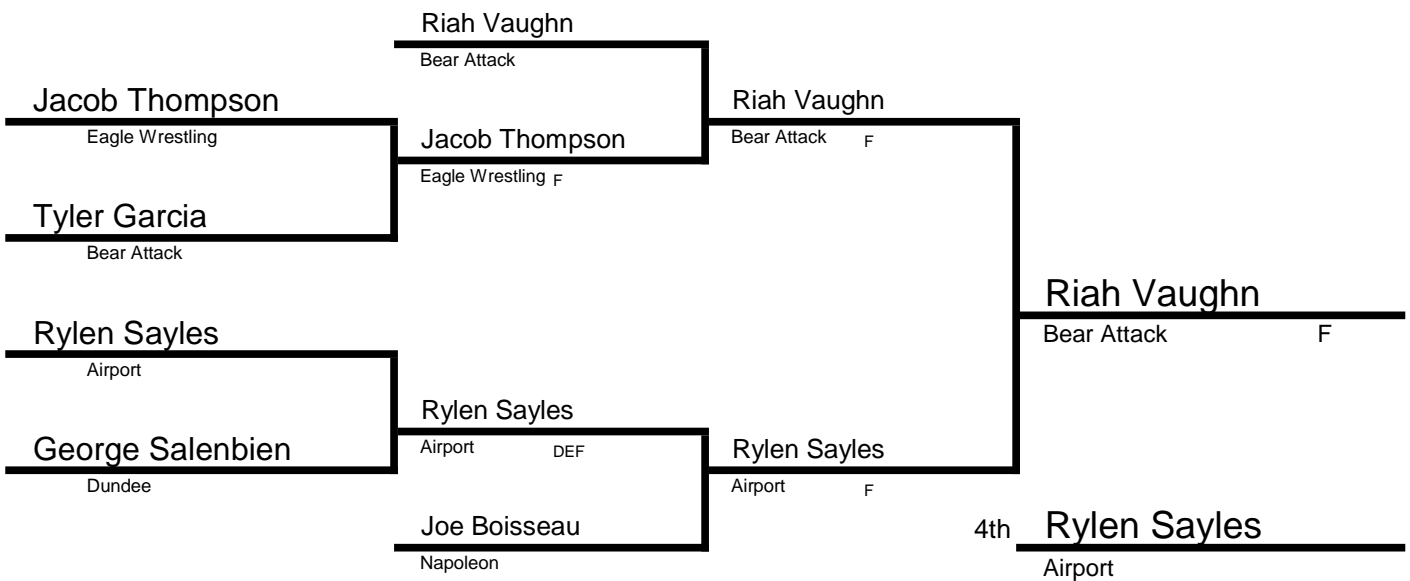 Riah Vaughn
Bear Attack
Jacob Thompson
Eagle Wrestling
Riah Vaughn
Bear Attack F
Jacob Thompson
Eagle Wrestling F
Tyler Garcia
Bear Attack
Riah Vaughn
Bear Attack F
Rylen Sayles
Airport
Rylen Sayles
Airport DEF
George Salenbien
Dundee
Rylen Sayles
Airport F
Joe Boisseau
Napoleon
4th Rylen Sayles
Airport